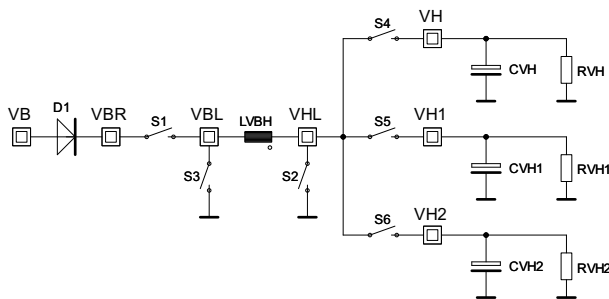 S4 VH
CVH RVH
VB D1 VBR S1 VBL LVBH VHL S5 VH1
S3 S2 CVH1 RVH1
S6 VH2
CVH2 RVH2